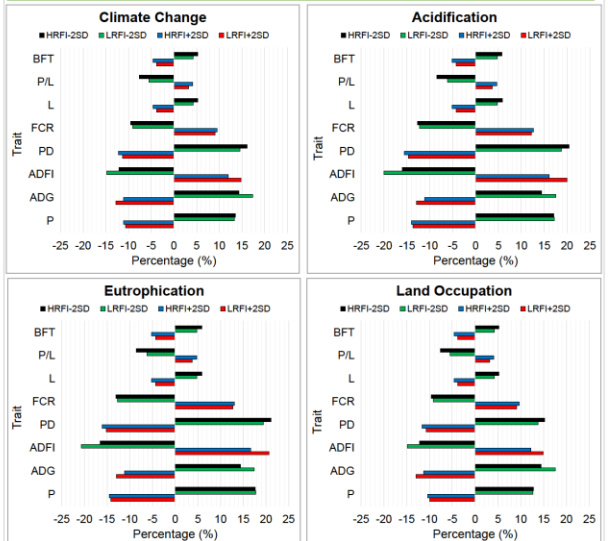 Climate Change
HRFI-2SD LRFI-2SD HRFI+2SD LRFI+2SD
Trait
BFT
P/L
L
FCR
PD
ADFI
ADG
P
-25 -20 -15 -10 -5 0 5 10 15 20 25
Percentage (%)
Acidification
HRFI-2SD LRFI-2SD HRFI+2SD LRFI+2SD
Trait
BFT
P/L
L
FCR
PD
ADFI
ADG
P
-25 -20 -15 -10 -5 0 5 10 15 20 25
Percentage (%)
Eutrophication
HRFI-2SD LRFI-2SD HRFI+2SD LRFI+2SD
Trait
BFT
P/L
L
FCR
PD
ADFI
ADG
P
-25 -20 -15 -10 -5 0 5 10 15 20 25
Percentage (%)
Land Occupation
HRFI-2SD LRFI-2SD HRFI+2SD LRFI+2SD
Trait
BFT
P/L
L
FCR
PD
ADFI
ADG
P
-25 -20 -15 -10 -5 0 5 10 15 20 25
Percentage (%)